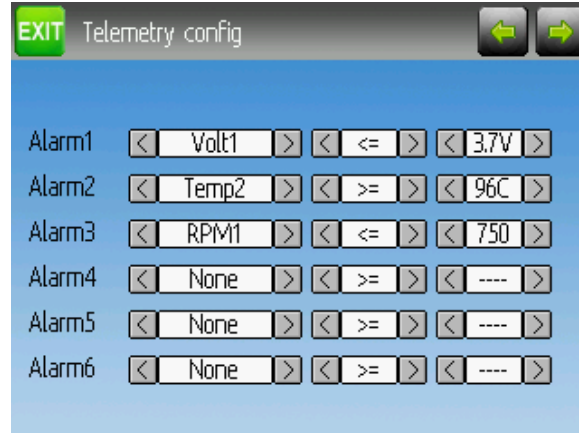 EXIT Telemetry config
Alarm1 < Volt1 > < <= > < 3.7V >
Alarm2 < Temp2 > < >= > < 96C >
Alarm3 < RPM1 > < <= > < 750 >
Alarm4 < None > < >= > < ---- >
Alarm5 < None > < >= > < ---- >
Alarm6 < None > < >= > < ---- >